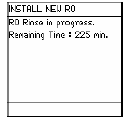 INSTALL NEW RO
RO Rinse in progress.
Remaining Time : 225 min.